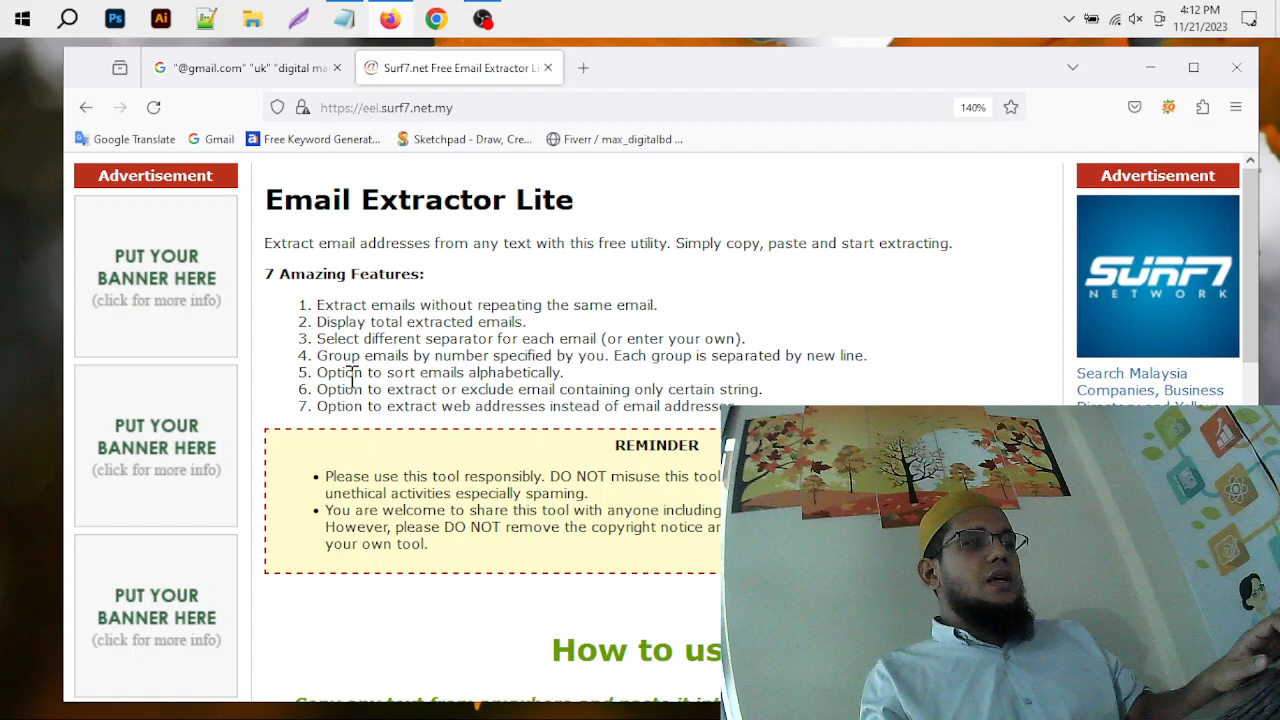 4:12 PM
11/21/2023
Ps
Ai
"@gmail.com" "uk" "digital ma
Surf7.net Free Email Extractor Li
https://eel.surf7.net.my
140%
Google Translate
Gmail
Free Keyword Generat...
Sketchpad - Draw, Cre...
Fiverr / max_digitalbd ...
Advertisement
PUT YOUR
BANNER HERE
(click for more info)
PUT YOUR
BANNER HERE
(click for more info)
PUT YOUR
BANNER HERE
(click for more info)
Email Extractor Lite
Extract email addresses from any text with this free utility. Simply copy, paste and start extracting.
7 Amazing Features:
1. Extract emails without repeating the same email.
2. Display total extracted emails.
3. Select different separator for each email (or enter your own).
4. Group emails by number specified by you. Each group is separated by new line.
5. Option to sort emails alphabetically.
6. Option to extract or exclude email containing only certain string.
7. Option to extract web addresses instead of email addresses
REMINDER
• Please use this tool responsibly. DO NOT misuse this tool
unethical activities especially spaming.
• You are welcome to share this tool with anyone including
However, please DO NOT remove the copyright notice
your own tool.
How to us
Advertisement
SURF7
NETWORK
Search Malaysia
Companies, Business